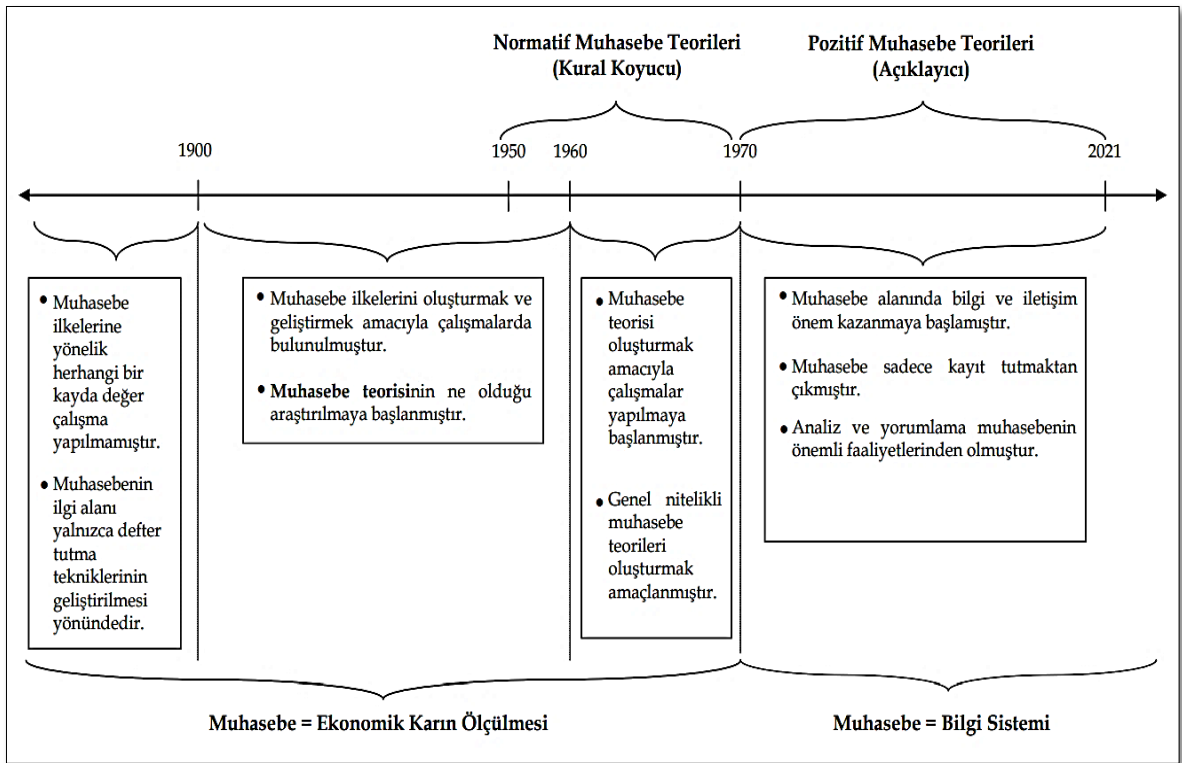 Normatif Muhasebe Teorileri
(Kural Koyucu)
Pozitif Muhasebe Teorileri
(Açıklayıcı)
1900
1950
1960
1970
2021
• Muhasebe
ilkelerine
yönelik
herhangi bir
kayda değer
çalışma
yapılmamıştır.
• Muhasebenin
ilgi alanı
yalnızca defter
tutma
tekniklerinin
geliştirilmesi
yönündedir.
• Muhasebe ilkelerini oluşturmak ve
geliştirmek amacıyla çalışmalarda
bulunulmuştur.
• Muhasebe teorisinin ne olduğu
araştırılmaya başlanmıştır.
• Muhasebe
teorisi
oluşturmak
amacıyla
çalışmalar
yapılmaya
başlanmıştır.
• Genel nitelikli
muhasebe
teorileri
oluşturmak
amaçlanmıştır.
• Muhasebe alanında bilgi ve iletişim
önem kazanmaya başlamıştır.
• Muhasebe sadece kayıt tutmaktan
çıkmıştır.
• Analiz ve yorumlama muhasebenin
önemli faaliyetlerinden olmuştur.
Muhasebe = Ekonomik Karın Ölçülmesi
Muhasebe = Bilgi Sistemi